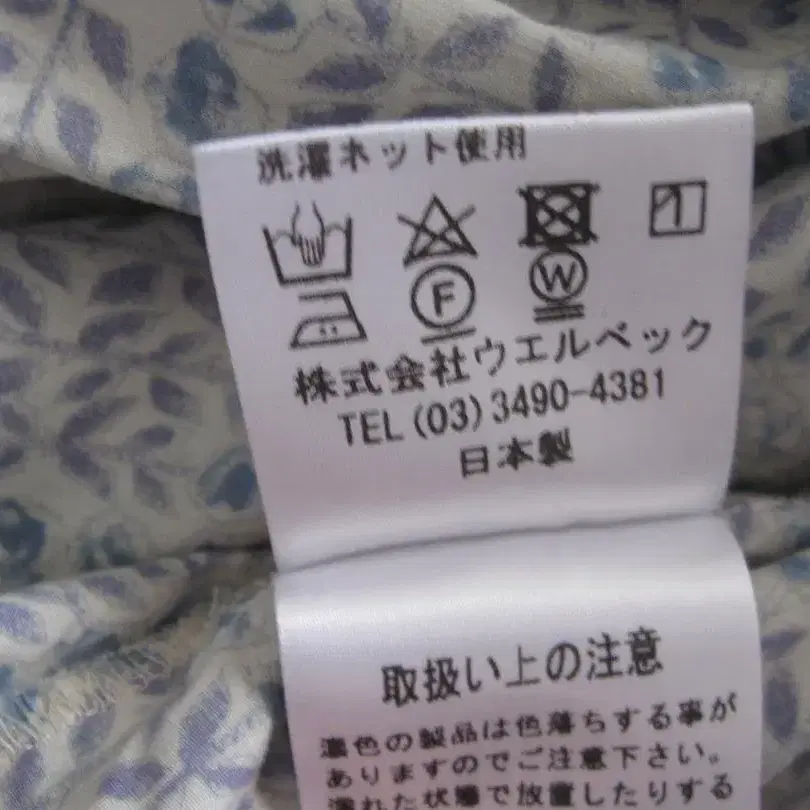 洗濯ネット使用
F
W
株式会社ウエルベック
TEL(03)3490-4381
日本製
取扱い上の注意
濃色の製品は色落ちする事が
ありますのでご注意下さい。
濡れた状態で放置したりする